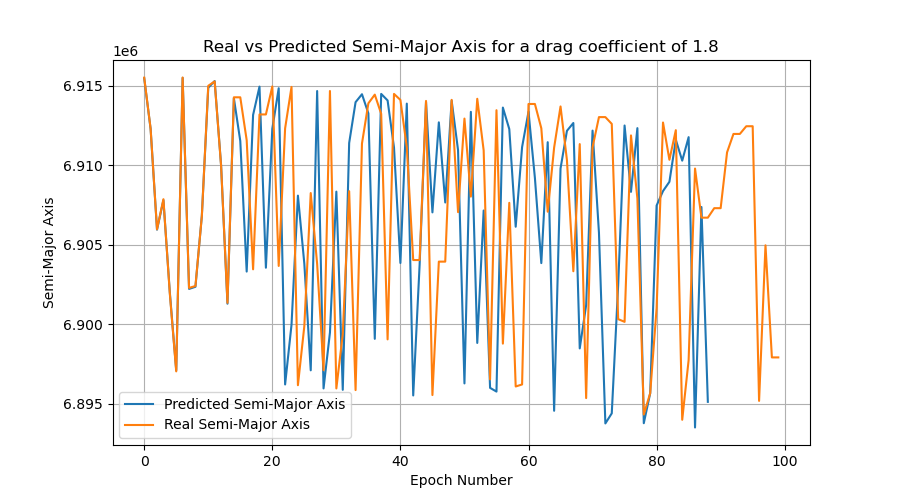 Real vs Predicted Semi-Major Axis for a drag coefficient of 1.8
1e6
6.915
6.910
6.905
6.900
6.895
Semi-Major Axis
Predicted Semi-Major Axis
Real Semi-Major Axis
0 20 40 60 80 100
Epoch Number